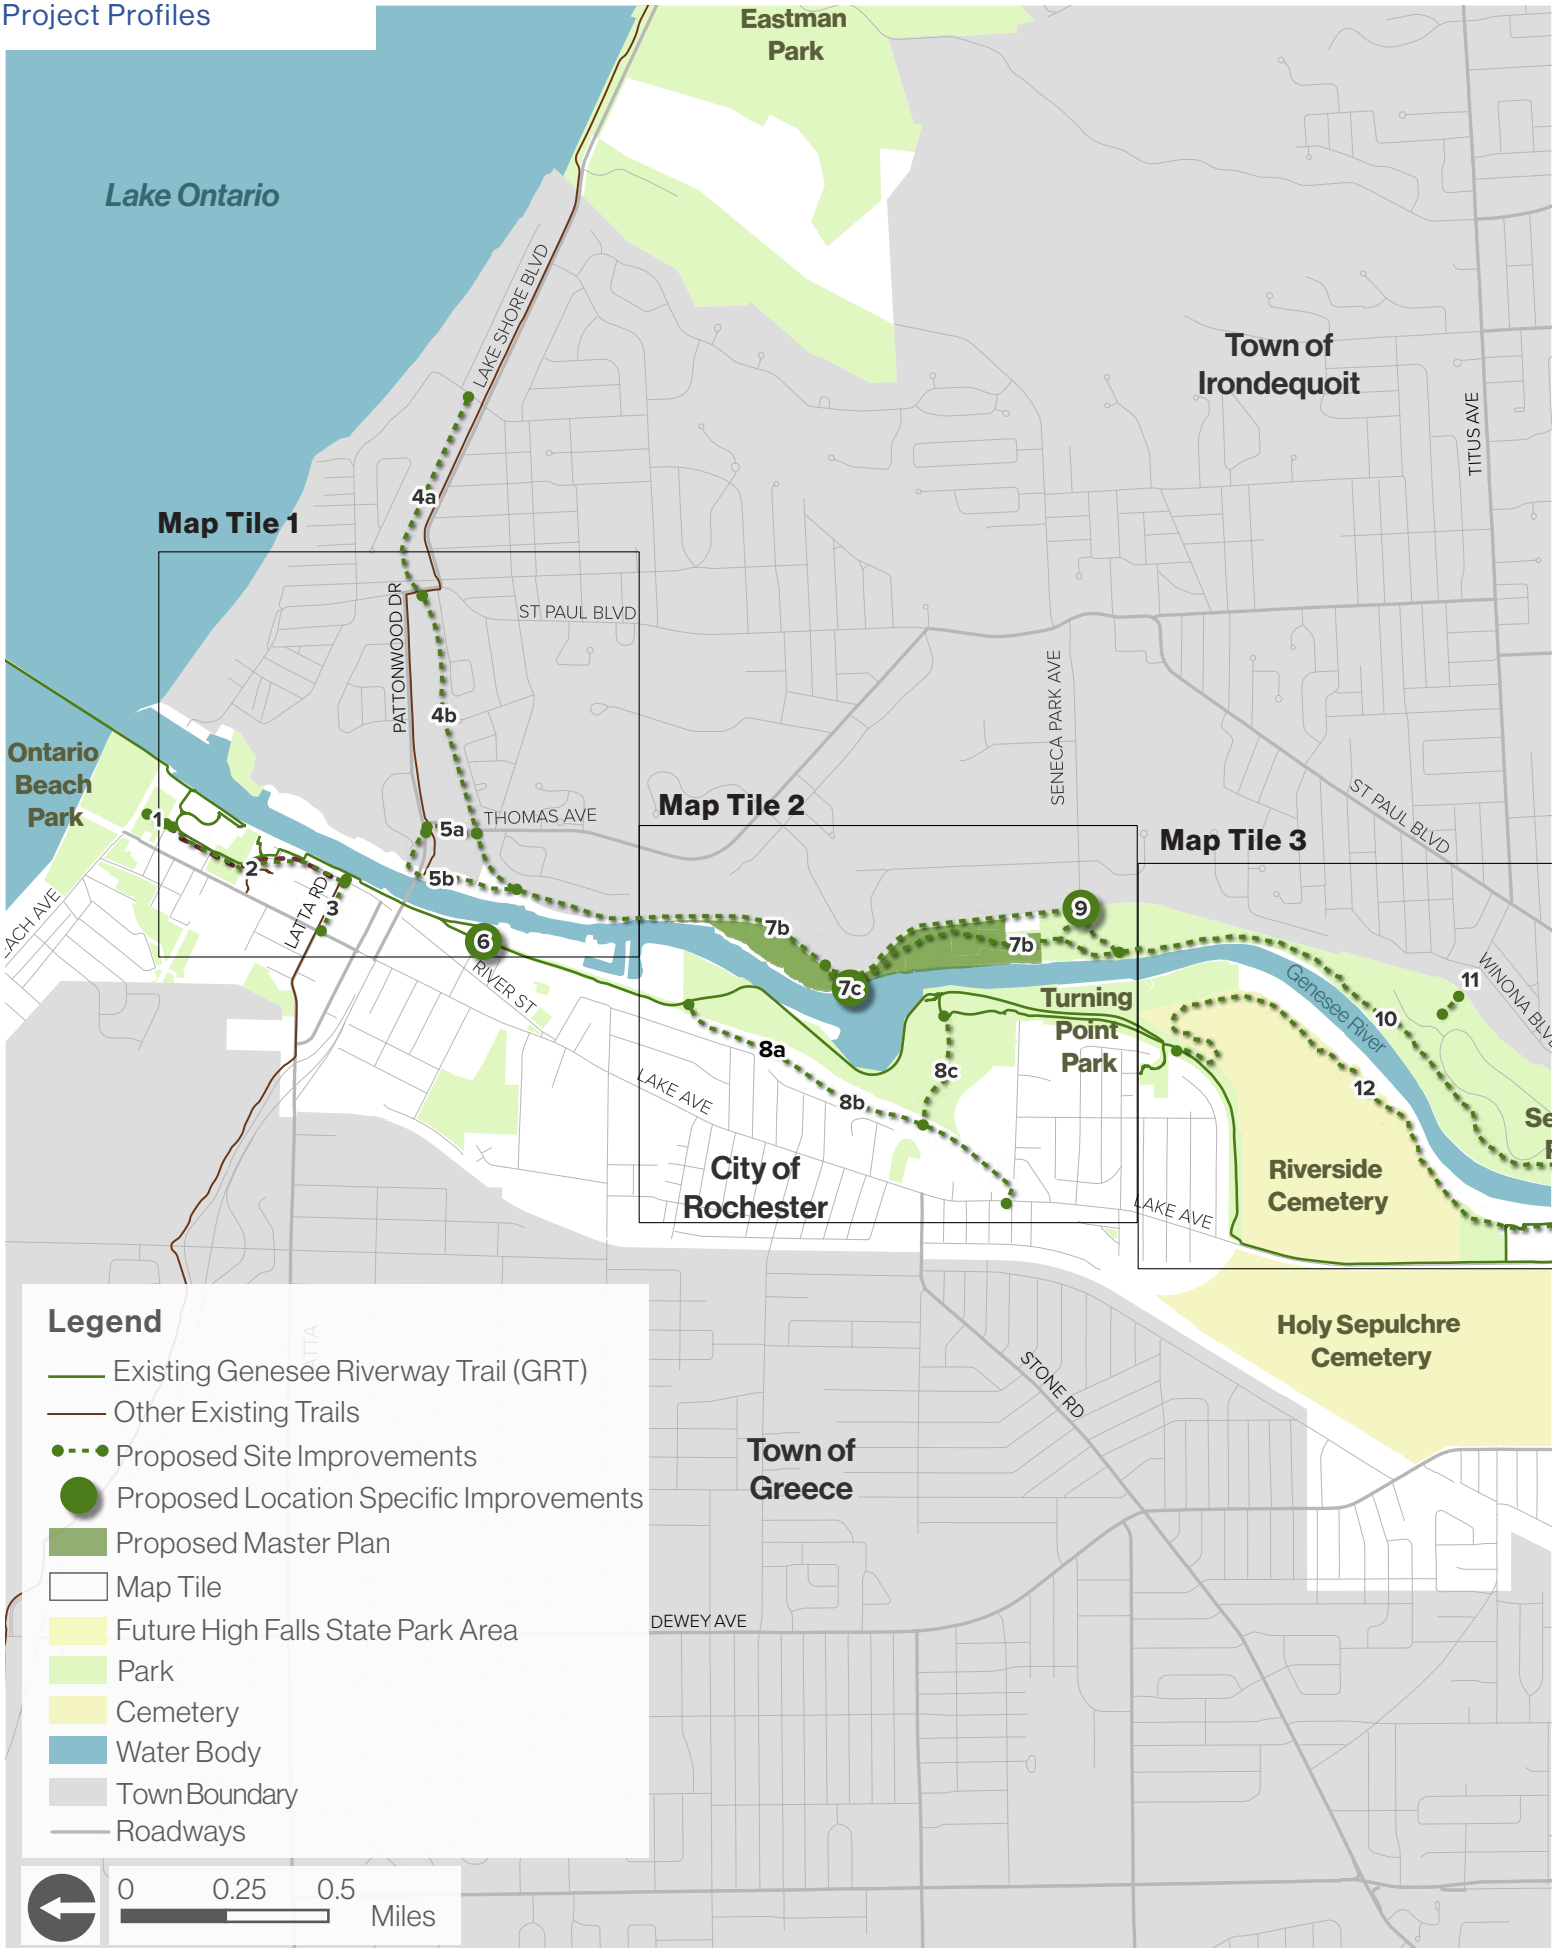 Project Profiles
Eastman
Park
Lake Ontario
LAKE SHORE BLVD
Town of
Irondequoit
TITUS AVE
4a
Map Tile 1
PATTONWOOD DR
ST PAUL BLVD
4b
SENECA PARK AVE
Ontario
Beach
Park
1
THOMAS AVE
5a
Map Tile 2
ST PAUL BLVD
Map Tile 3
2
5b
3
LATTA RD
EACH AVE
6
RIVER ST
7b
7c
7b
9
Genesee River
10
11
WINONA BLV
Turning
Point
Park
8a
8b
8c
LAKE AVE
12
Se
City of
Rochester
Riverside
Cemetery
LAKE AVE
Holy Sepulchre
Cemetery
STONE RD
Town of
Greece
DEWEY AVE
Legend
ATTA
Existing Genesee Riverway Trail (GRT)
Other Existing Trails
Proposed Site Improvements
Proposed Location Specific Improvements
Proposed Master Plan
Map Tile
Future High Falls State Park Area
Park
Cemetery
Water Body
Town Boundary
Roadways
0 0.25 0.5
Miles